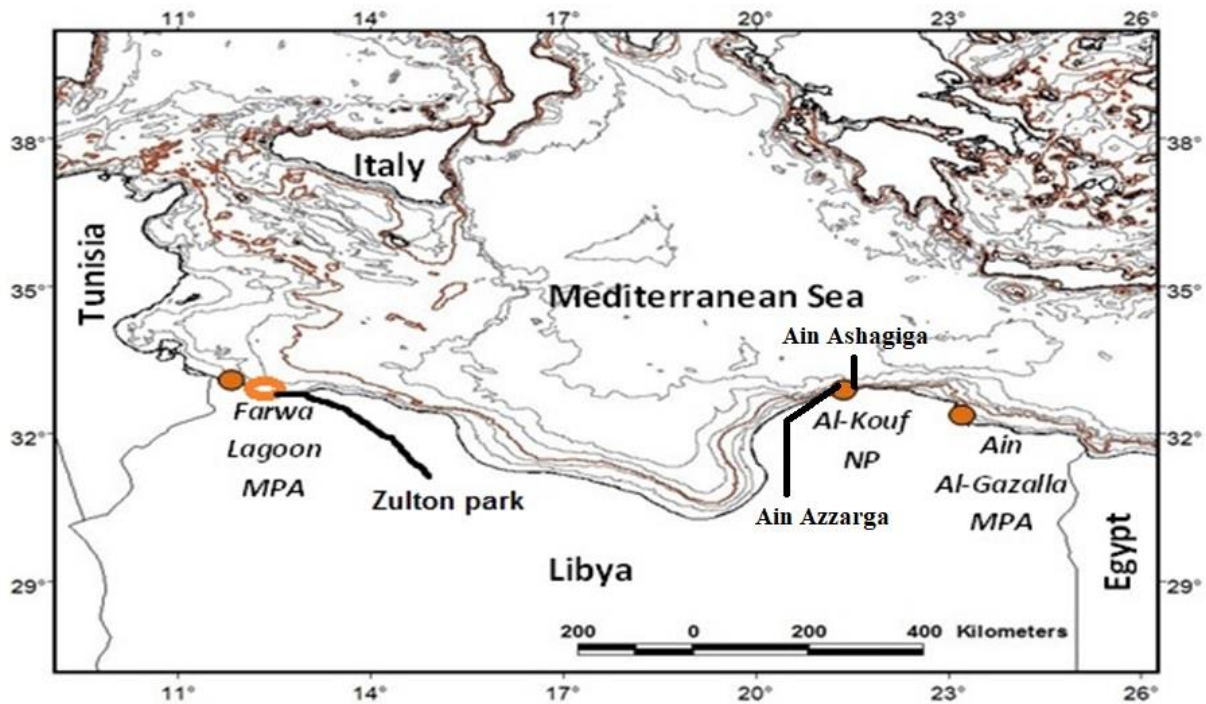 11° 14° 17° 20° 23° 26°
38° 38°
Italy
Tunisia
35° 35°
Mediterranean Sea
Ain Ashagiga
32° 32°
Farwa
Lagoon
MPA
Zulton park
Al-Kouf
NP
Ain Azzarga
Ain
Al-Gazalla
MPA
Egypt
Libya
29° 29°
200 0 200 400 Kilometers
11° 14° 17° 20° 23° 26°